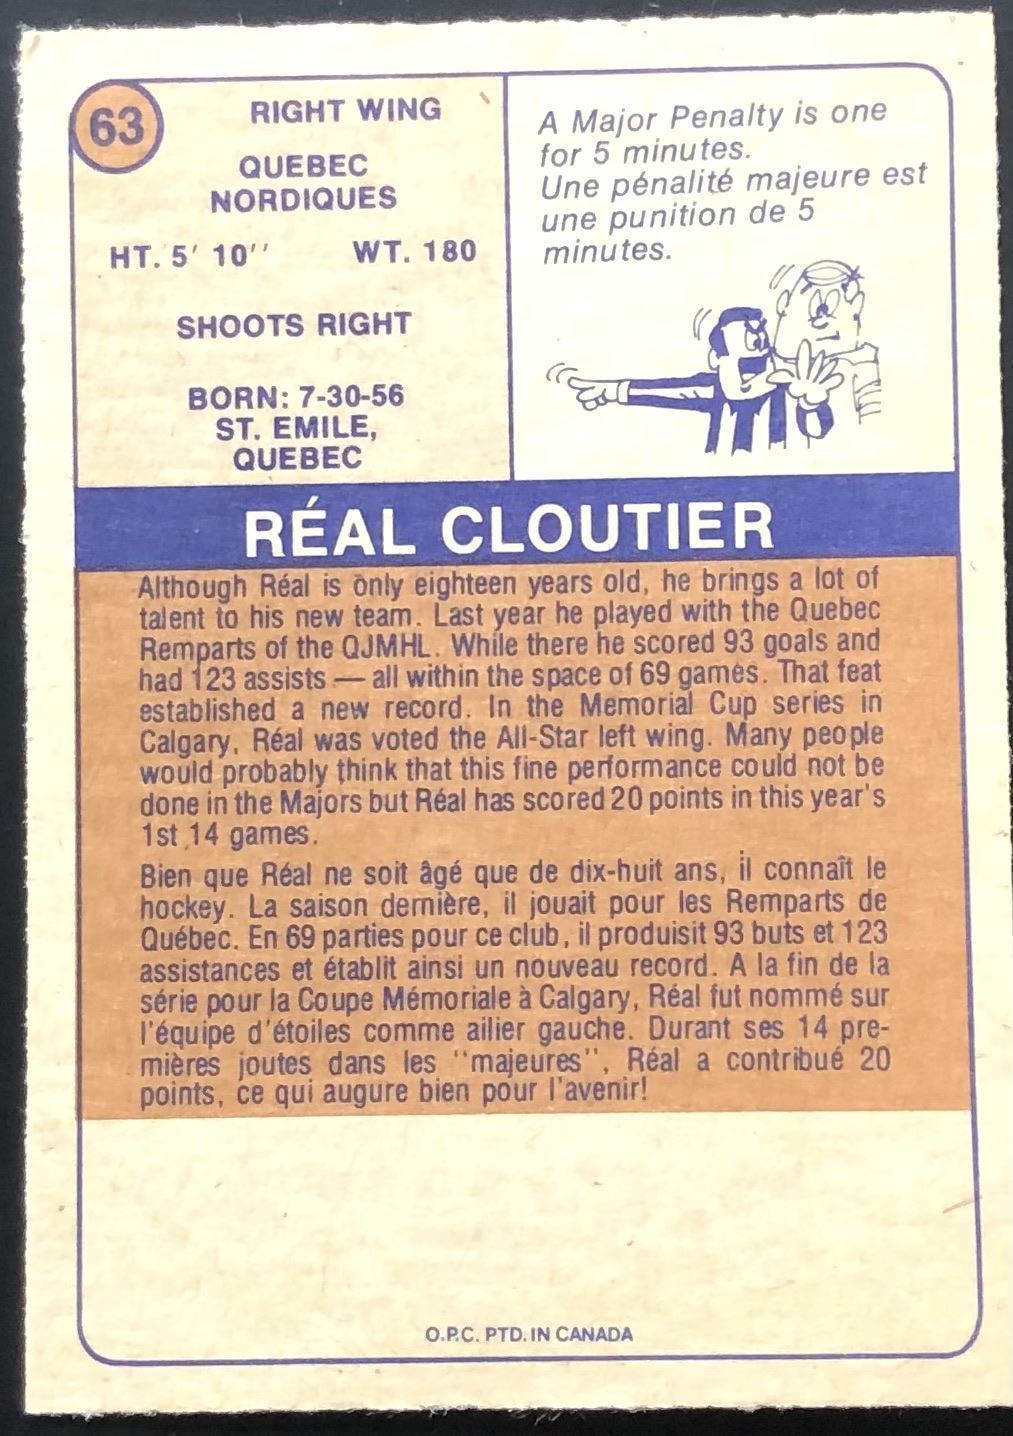 63
RIGHT WING
QUEBEC
NORDIQUES
HT. 5' 10'' WT. 180
SHOOTS RIGHT
BORN: 7-30-56
ST. EMILE,
QUEBEC
A Major Penalty is one
for 5 minutes.
Une pénalité majeure est
une punition de 5
minutes.
RÉAL CLOUTIER
Although Réal is only eighteen years old, he brings a lot of
talent to his new team. Last year he played with the Quebec
Remparts of the QJMHL. While there he scored 93 goals and
had 123 assists — all within the space of 69 games. That feat
established a new record. In the Memorial Cup series in
Calgary, Réal was voted the All-Star left wing. Many people
would probably think that this fine performance could not be
done in the Majors but Réal has scored 20 points in this year's
1st 14 games.
Bien que Réal ne soit âgé que de dix-huit ans, il connaît le
hockey. La saison dernière, il jouait pour les Remparts de
Québec. En 69 parties pour ce club, il produisit 93 buts et 123
assistances et établit ainsi un nouveau record. A la fin de la
série pour la Coupe Mémoriale à Calgary, Réal fut nommé sur
l'équipe d'étoiles comme ailier gauche. Durant ses 14 pre-
mières joutes dans les "majeures", Réal a contribué 20
points, ce qui augure bien pour l'avenir!
O.P.C. PTD. IN CANADA